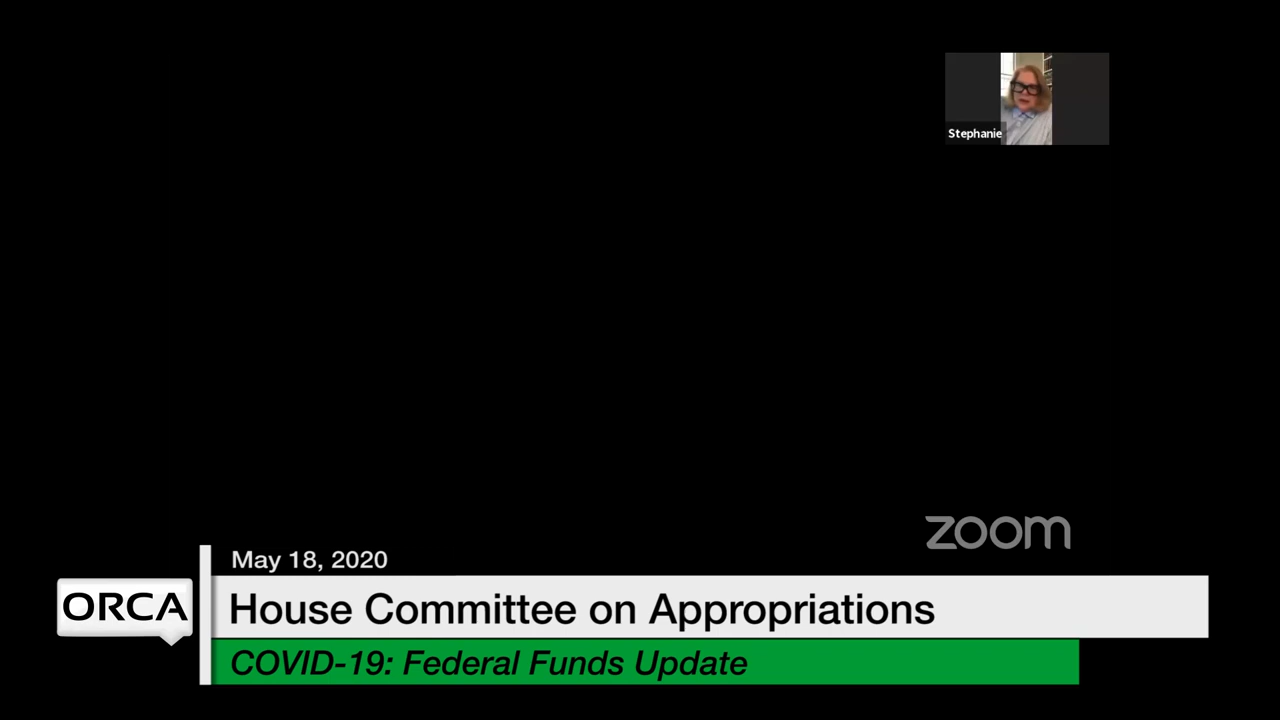 Stephanie
zoom
May 18, 2020
ORCA
House Committee on Appropriations
COVID-19: Federal Funds Update